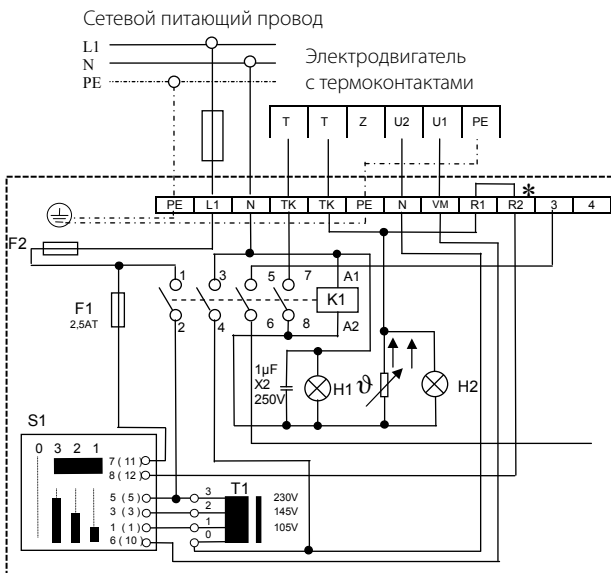 Сетевой питающий провод
L1
N
PE
Электродвигатель
с термоконтактами
T T Z U2 U1 PE
PE L1 N TK TK PE N VM R1 R2 * 3 4
F2
1 3 5 7 A1
K1
2 4 6 8 A2
F1
2,5AT
1µF
X2
250V
H1 ϑ H2
S1
0 3 2 1
7 (11)
8 (12)
5 (5)
3 (3)
1 (1)
6 (10)
T1
3 230V
2 145V
1 105V
0